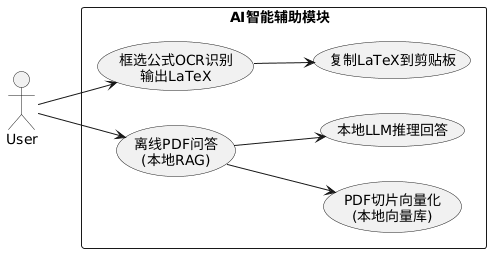 AI智能辅助模块
框选公式OCR识别
输出LaTeX
复制LaTeX到剪贴板
User
离线PDF问答
(本地RAG)
本地LLM推理回答
PDF切片向量化
(本地向量库)